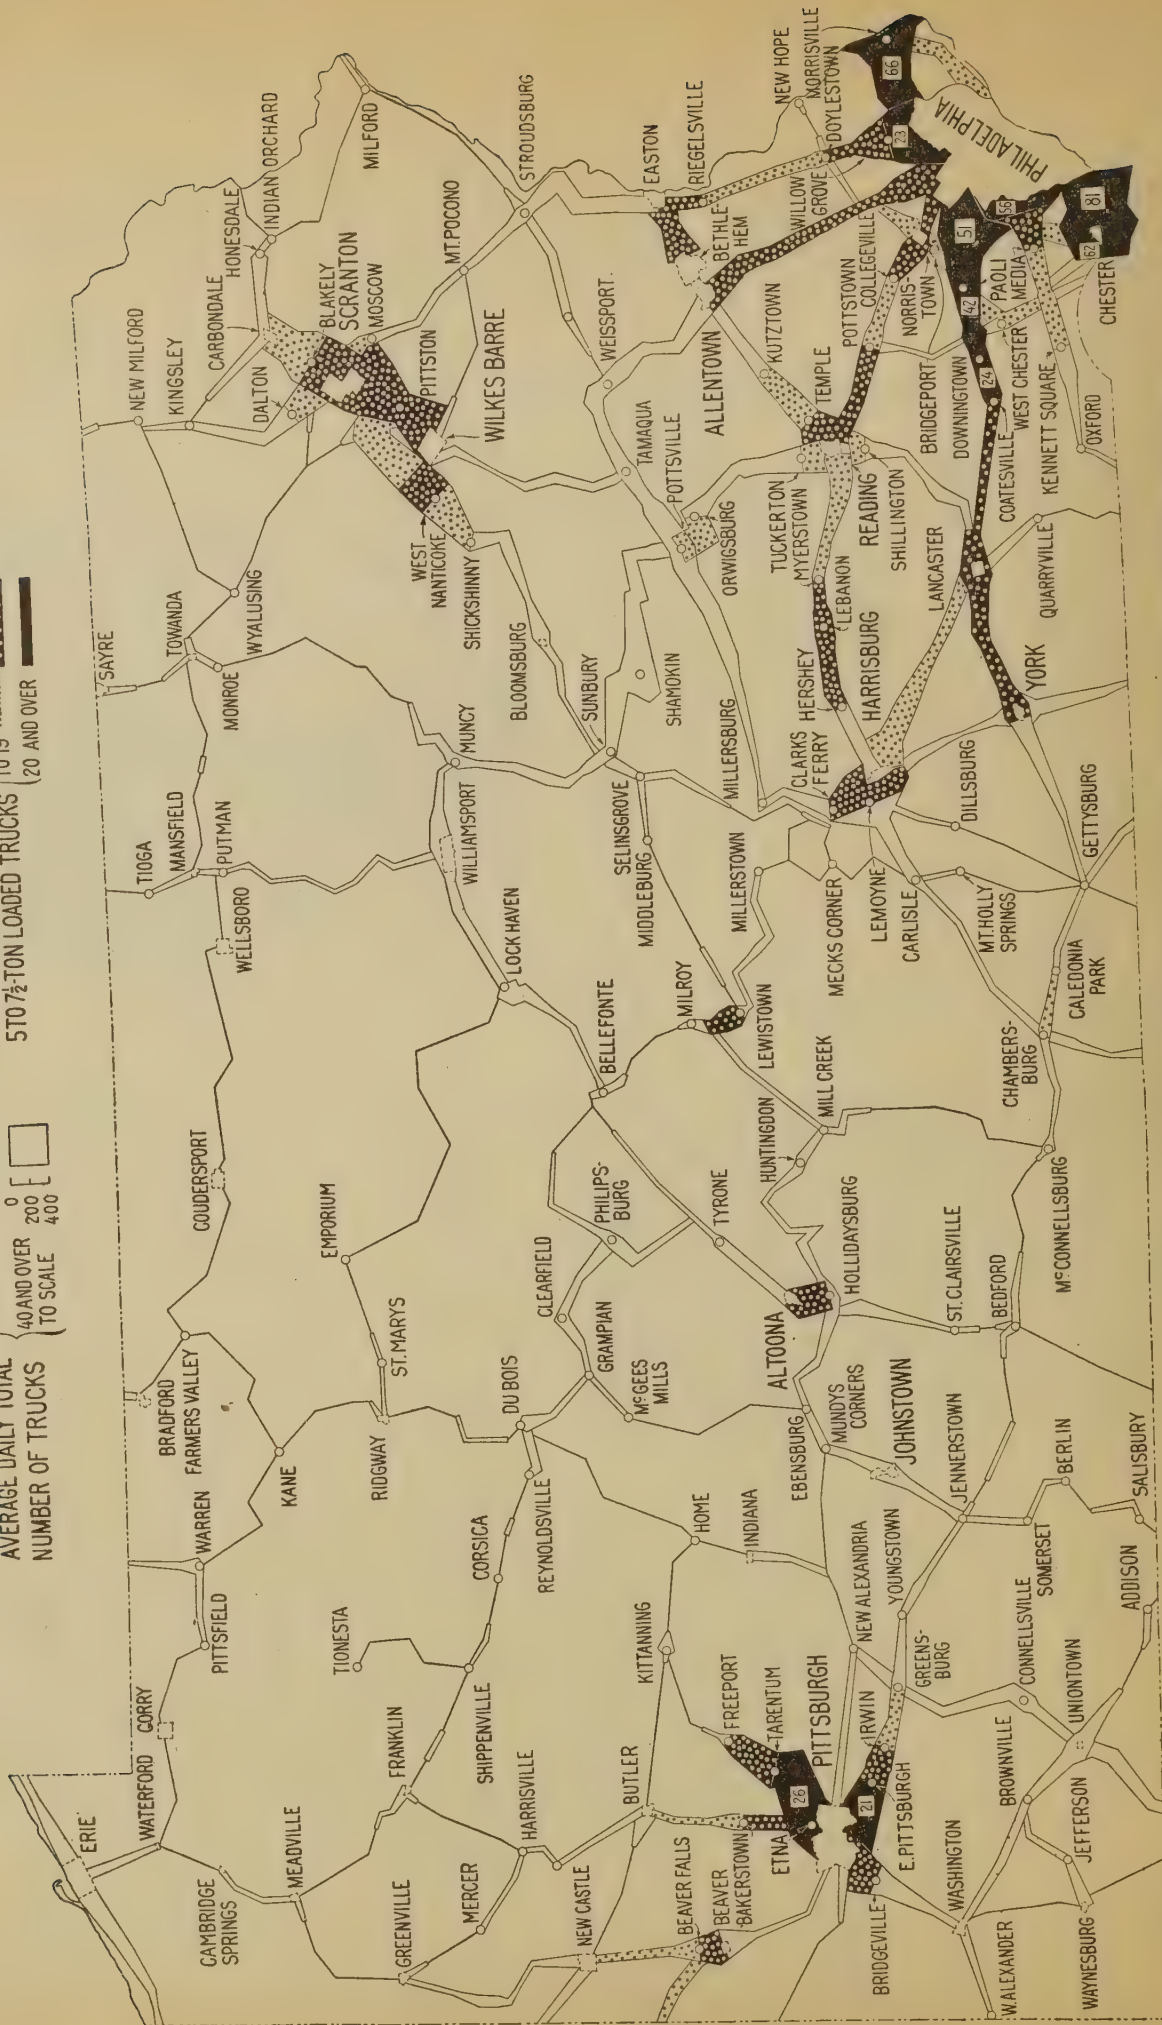 AVERAGE DAILY TOTAL
NUMBER OF TRUCKS
40 AND OVER
TO SCALE
0
200
400
5 TO 7½-TON LOADED TRUCKS
20 AND OVER
ERIE
WATERFORD
CORRY
CAMBRIDGE
SPRINGS
MEADVILLE
PITTSFIELD
WARREN
BRADFORD
FARMERS VALLEY
KANE
COUDERSPORT
WELLSBORO
TIOGA
MANSFIELD
PUTMAN
SAYRE
TOWANDA
MONROE
WYALUSING
NEW MILFORD
KINGSLEY
CARBONDALE
HONESDALE
INDIAN ORCHARD
MILFORD
DALTON
BLAKELY
SCRANTON
MOSCOW
PITTSTON
WILKES BARRE
MT. POCONO
STROUDSBURG
WEST
NANTICOKE
SHICKSHINNY
BLOOMSBURG
TIONESTA
FRANKLIN
SHIPPENVILLE
GREENVILLE
MERCER
HARRISVILLE
RIDGWAY
ST. MARYS
EMPORIUM
DU BOIS
REYNOLDSVILLE
CORSICA
CLEARFIELD
GRAMPIAN
MCGEES
MILLS
PHILIPS-
BURG
BELLEFONTE
LOCK HAVEN
WILLIAMSPORT
MUNCY
SUNBURY
SHAMOKIN
SELINSGROVE
MIDDLEBURG
MILROY
LEWISTOWN
MILLERSTOWN
MILLERSBURG
WEISSPORT.
TAMAQUA
POTTSVILLE
ORWIGSBURG
ALLENTOWN
BETHLE-
HEM
EASTON
RIEGELSVILLE
KUTZTOWN
TEMPLE
TUCKERTON
MYERSTOWN
READING
SHILLINGTON
LEBANON
HERSHEY
HARRISBURG
CLARKS
FERRY
MECKS CORNER
LEMOYNE
CARLISLE
MT. HOLLY
SPRINGS
DILLSBURG
GETTYSBURG
CALEDONIA
PARK
CHAMBERS-
BURG
MCCONNELLSBURG
YORK
LANCASTER
QUARRYVILLE
COATESVILLE
DOWNINGTOWN
WEST CHESTER
KENNETT SQUARE
OXFORD
BRIDGEPORT
NORRIS-
TOWN
COLLEGEVILLE
POTTSTOWN
PAOLI
MEDIA
CHESTER
PHILADELPHIA
WILLOW
GROVE
DOYLESTOWN
NEW HOPE
MORRISVILLE
66
23
51
56
81
62
42
24
NEW CASTLE
BUTLER
KITTANNING
HOME
INDIANA
FREEPORT
TARENTUM
BEAVER FALLS
BEAVER
BAKERSTOWN
ETNA
26
PITTSBURGH
21
E. PITTSBURGH
IRWIN
BRIDGEVILLE
GREENS-
BURG
NEW ALEXANDRIA
YOUNGSTOWN
EBENSBURG
MUNDYS
CORNERS
JOHNSTOWN
ALTOONA
HOLLIDAYSBURG
TYRONE
HUNTINGDON
MILL CREEK
ST. CLAIRSVILLE
BEDFORD
JENNERSTOWN
SOMERSET
BERLIN
SALISBURY
ADDISON
CONNELLSVILLE
UNIONTOWN
BROWNVILLE
JEFFERSON
WASHINGTON
WAYNESBURG
W. ALEXANDER